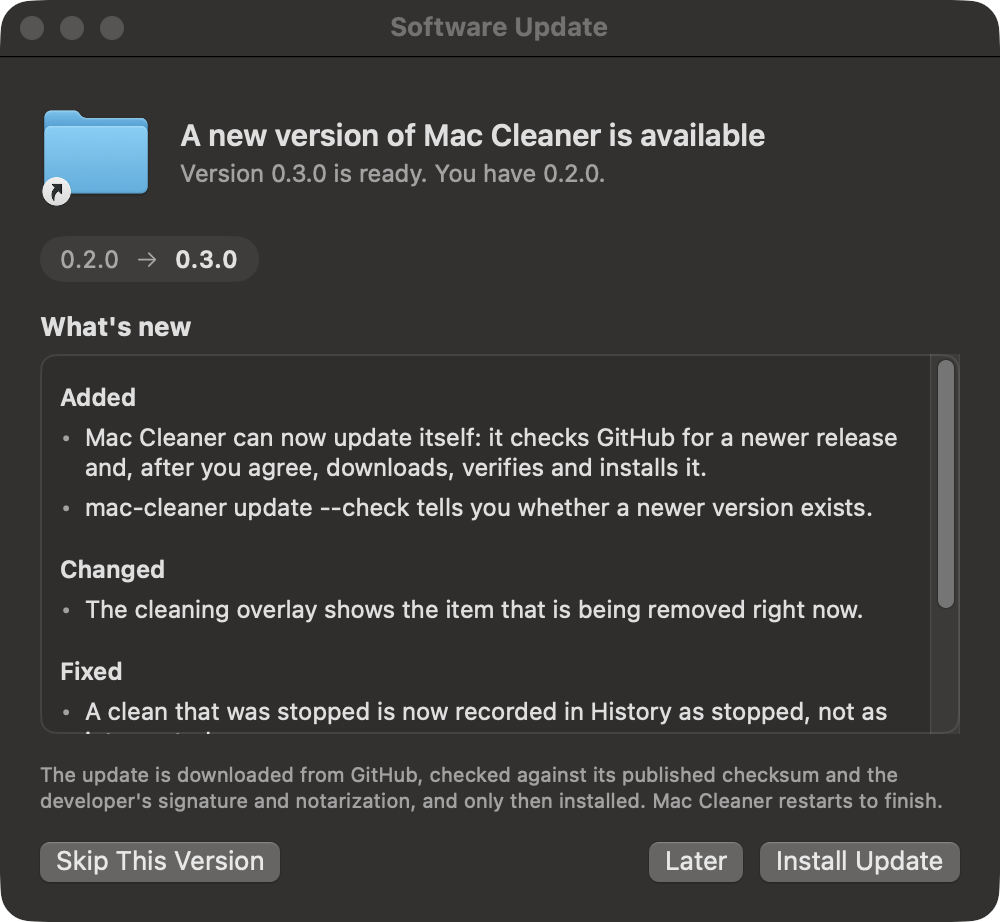 Software Update
A new version of Mac Cleaner is available
Version 0.3.0 is ready. You have 0.2.0.
0.2.0 → 0.3.0
What's new
Added
• Mac Cleaner can now update itself: it checks GitHub for a newer release
and, after you agree, downloads, verifies and installs it.
• mac-cleaner update --check tells you whether a newer version exists.
Changed
• The cleaning overlay shows the item that is being removed right now.
Fixed
• A clean that was stopped is now recorded in History as stopped, not as
The update is downloaded from GitHub, checked against its published checksum and the
developer's signature and notarization, and only then installed. Mac Cleaner restarts to finish.
Skip This Version
Later
Install Update